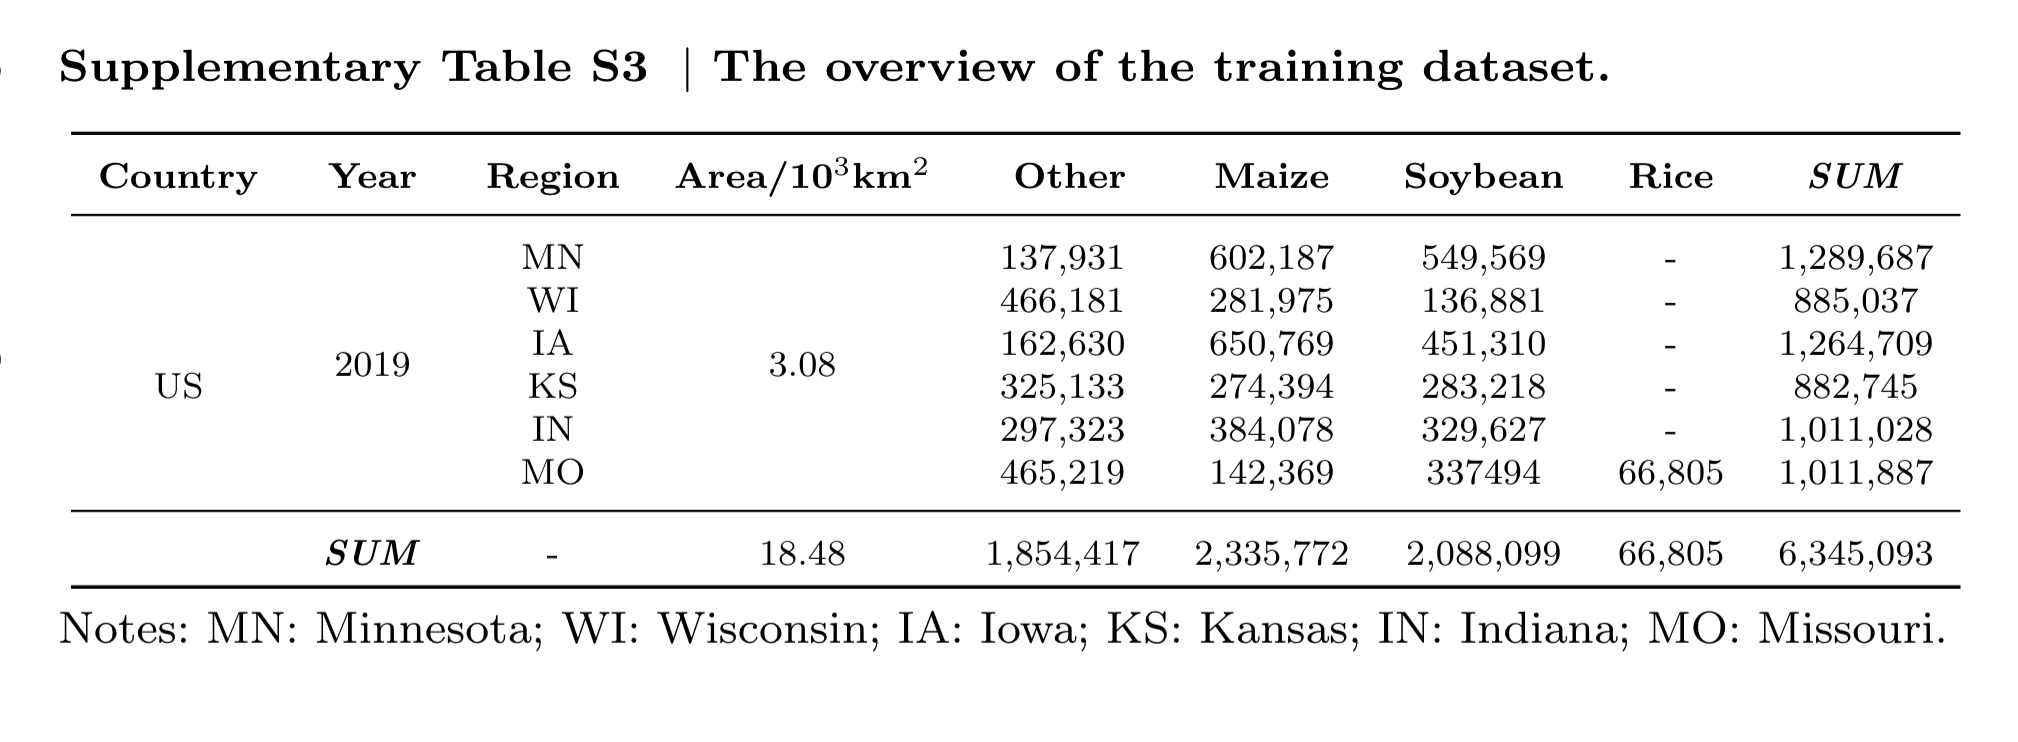 Supplementary Table S3 | The overview of the training dataset.
Country Year Region Area/10³km² Other Maize Soybean Rice SUM
MN 137,931 602,187 549,569 - 1,289,687
WI 466,181 281,975 136,881 - 885,037
IA 162,630 650,769 451,310 - 1,264,709
2019 3.08
US KS 325,133 274,394 283,218 - 882,745
IN 297,323 384,078 329,627 - 1,011,028
MO 465,219 142,369 337494 66,805 1,011,887
SUM - 18.48 1,854,417 2,335,772 2,088,099 66,805 6,345,093
Notes: MN: Minnesota; WI: Wisconsin; IA: Iowa; KS: Kansas; IN: Indiana; MO: Missouri.